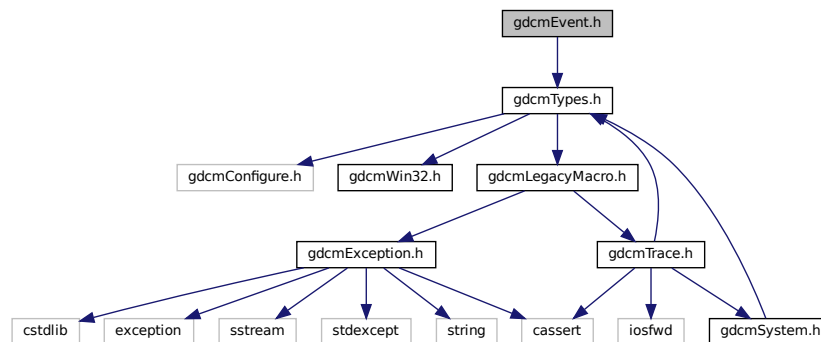 gdcmEvent.h
gdcmTypes.h
gdcmConfigure.h
gdcmWin32.h
gdcmLegacyMacro.h
gdcmException.h
gdcmTrace.h
cstdlib
exception
sstream
stdexcept
string
cassert
iosfwd
gdcmSystem.h